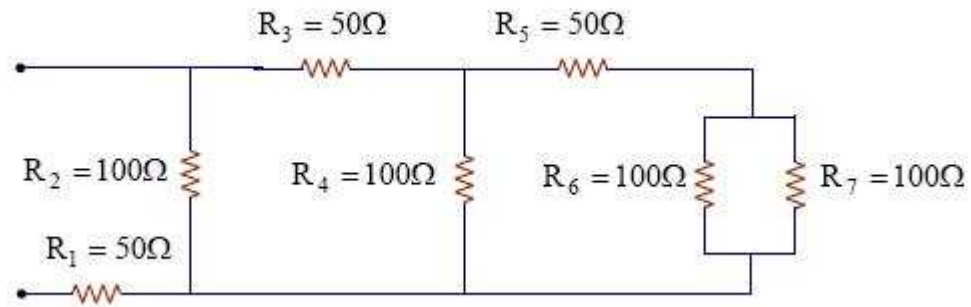 R₃ = 50Ω
R₅ = 50Ω
R₂ = 100Ω
R₄ = 100Ω
R₆ = 100Ω
R₇ = 100Ω
R₁ = 50Ω